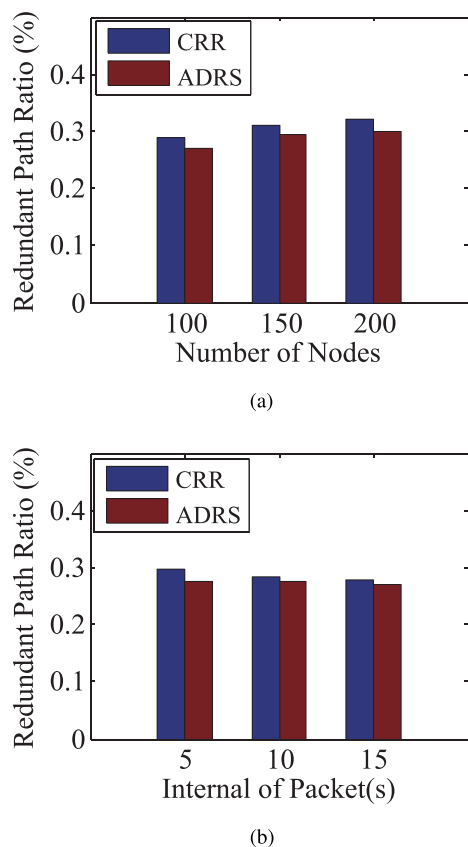 CRR
ADRS
Redundant Path Ratio (%)
0.4
0.3
0.2
0.1
0
100 150 200
Number of Nodes
(a)
CRR
ADRS
Redundant Path Ratio (%)
0.4
0.3
0.2
0.1
0
5 10 15
Internal of Packet(s)
(b)